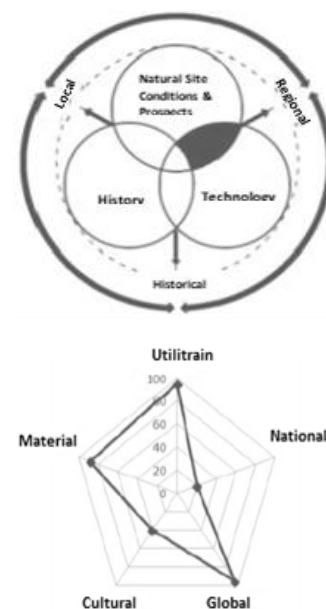 Natural Site
Conditions &
Prospects
Local
Regional
History
Technology
Historical
Utilitrain
100
80
60
40
20
0
Material
National
Cultural
Global